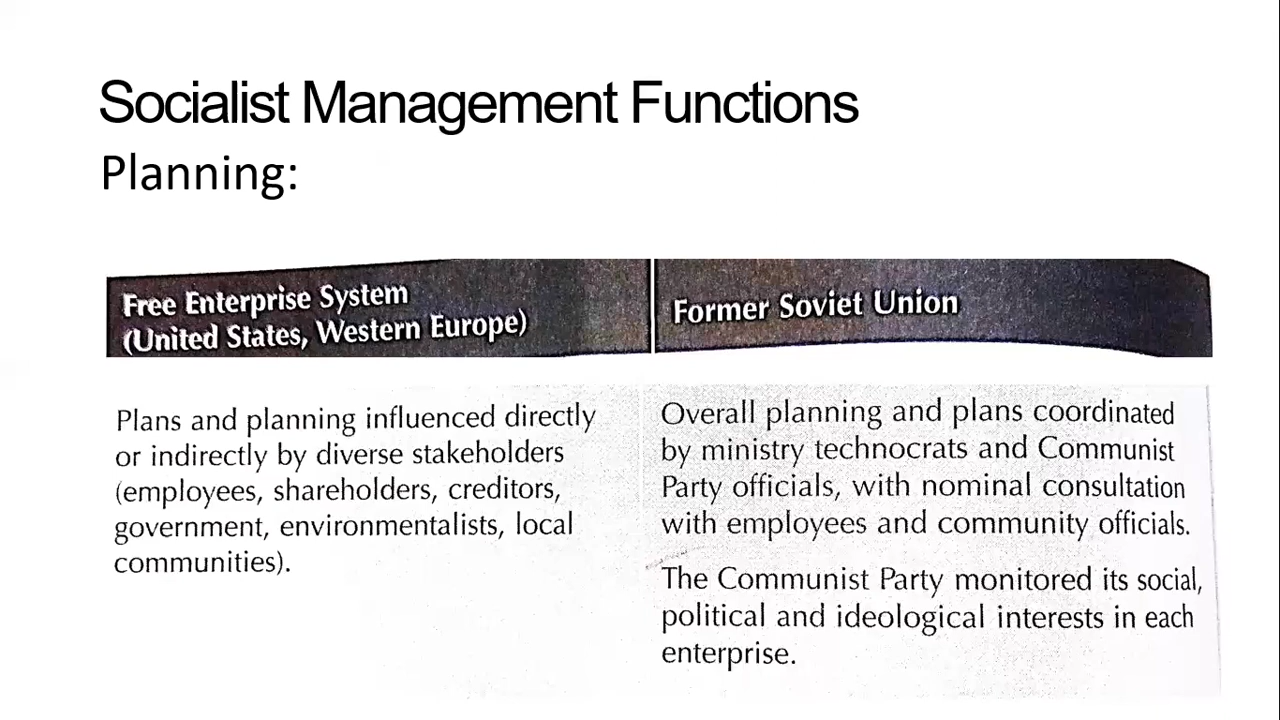 Socialist Management Functions
Planning:
Free Enterprise System
(United States, Western Europe)
Former Soviet Union
Plans and planning influenced directly
or indirectly by diverse stakeholders
(employees, shareholders, creditors,
government, environmentalists, local
communities).
Overall planning and plans coordinated
by ministry technocrats and Communist
Party officials, with nominal consultation
with employees and community officials.
The Communist Party monitored its social,
political and ideological interests in each
enterprise.